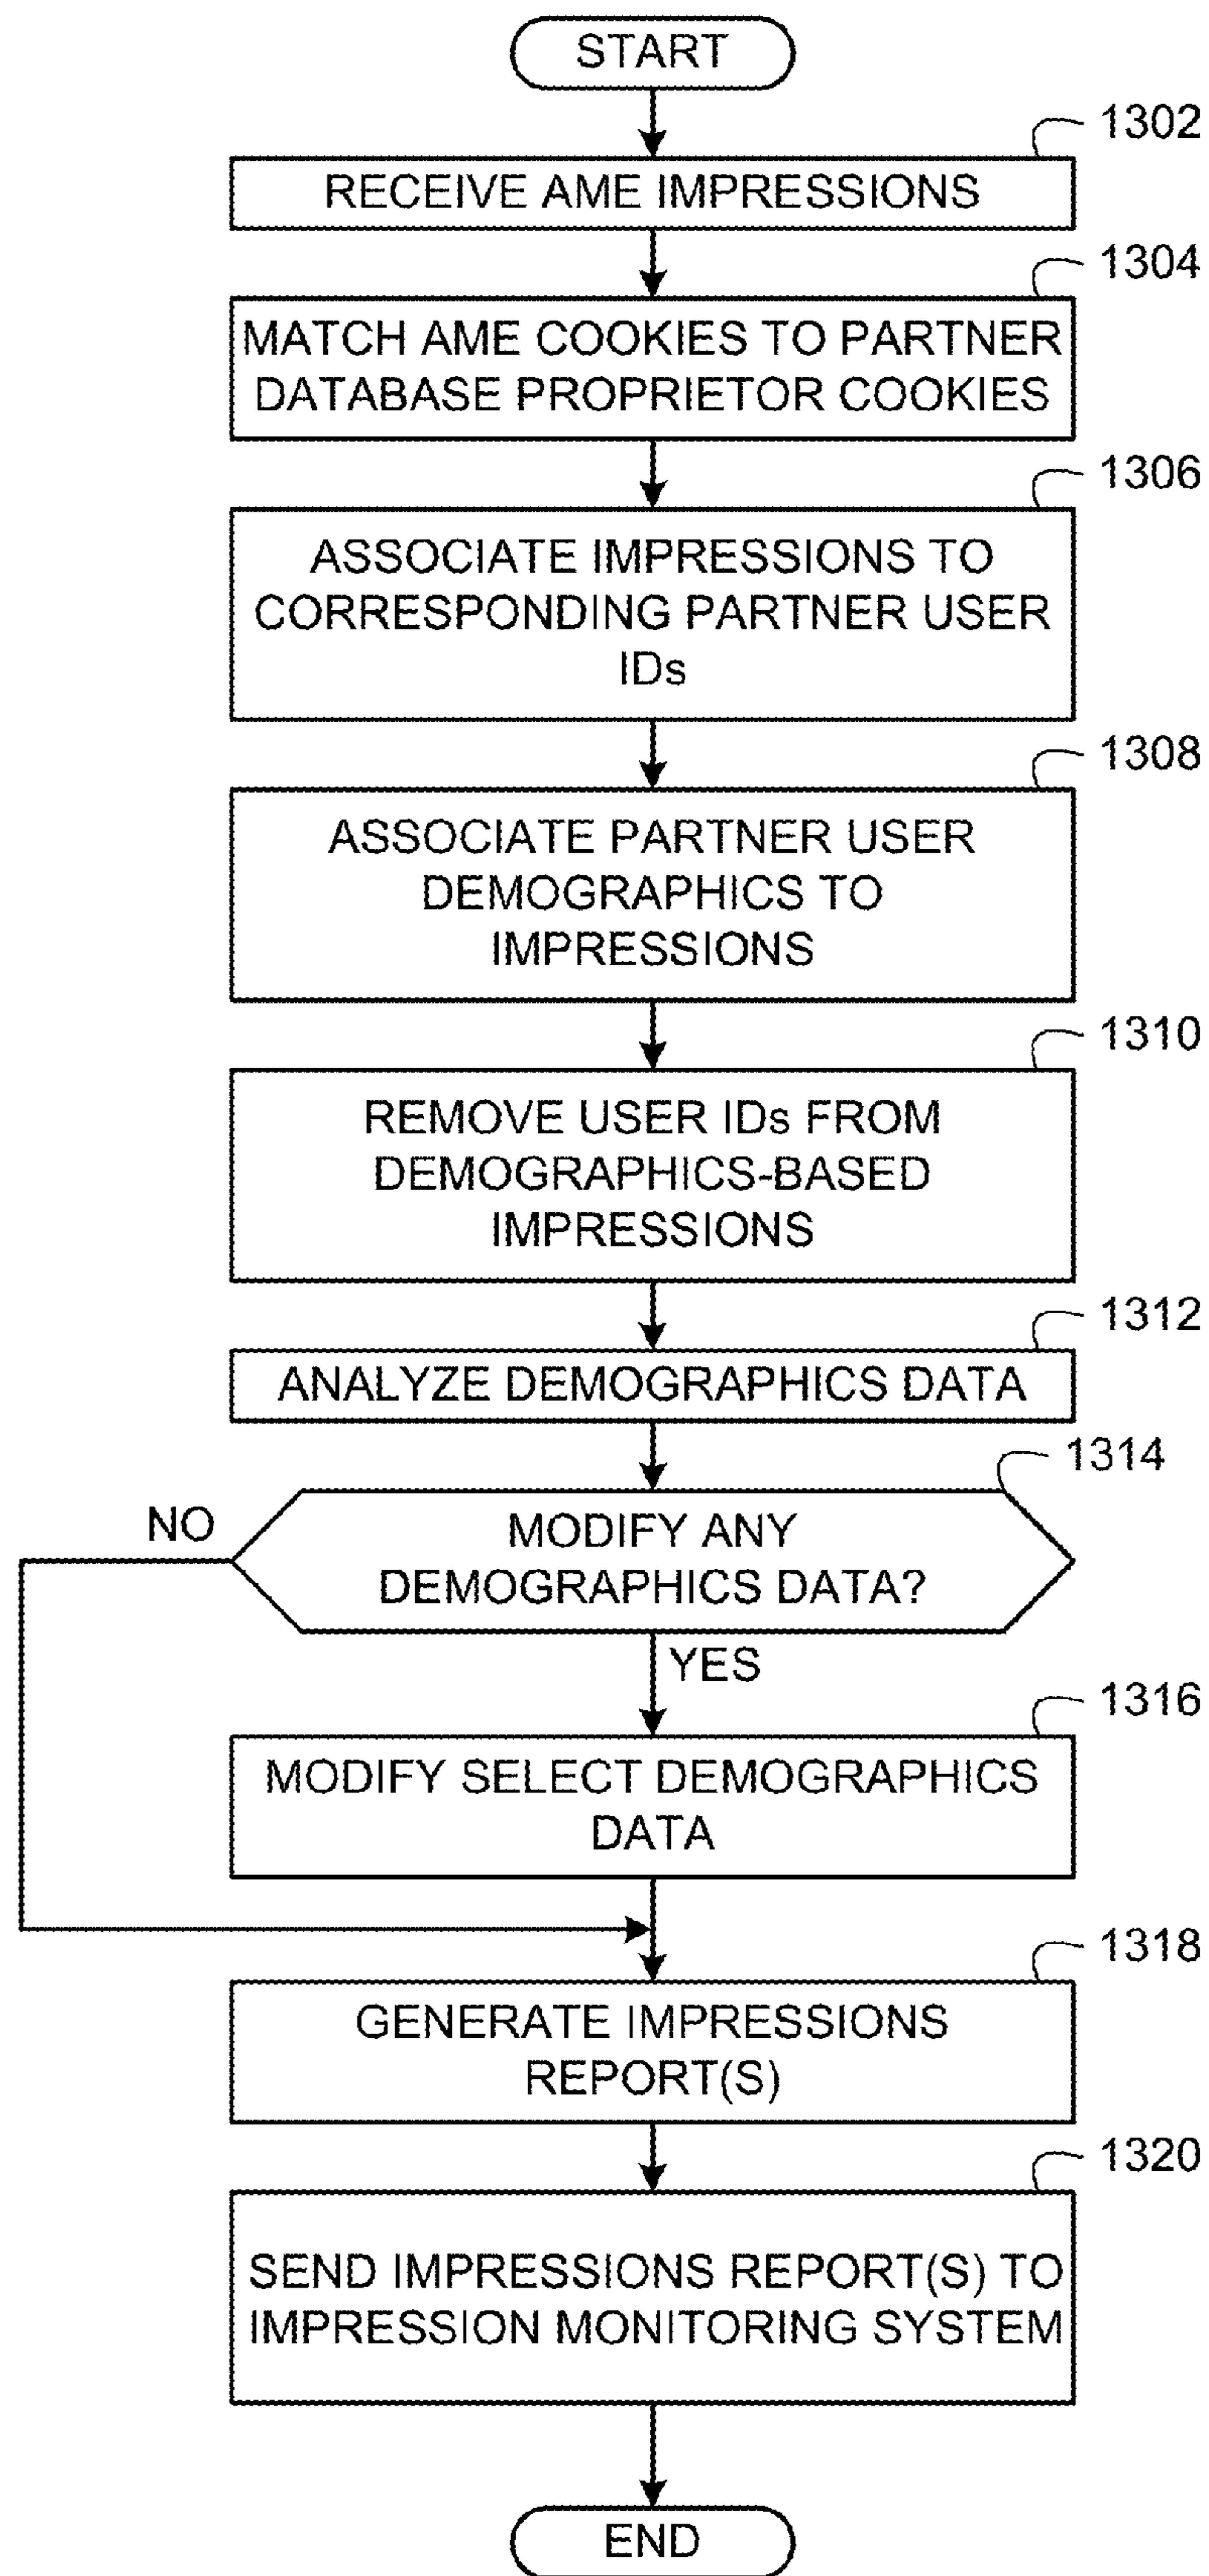 START
1302
RECEIVE AME IMPRESSIONS
1304
MATCH AME COOKIES TO PARTNER
DATABASE PROPRIETOR COOKIES
1306
ASSOCIATE IMPRESSIONS TO
CORRESPONDING PARTNER USER
IDs
1308
ASSOCIATE PARTNER USER
DEMOGRAPHICS TO
IMPRESSIONS
1310
REMOVE USER IDs FROM
DEMOGRAPHICS-BASED
IMPRESSIONS
1312
ANALYZE DEMOGRAPHICS DATA
1314
NO
MODIFY ANY
DEMOGRAPHICS DATA?
YES
1316
MODIFY SELECT DEMOGRAPHICS
DATA
1318
GENERATE IMPRESSIONS
REPORT(S)
1320
SEND IMPRESSIONS REPORT(S) TO
IMPRESSION MONITORING SYSTEM
END